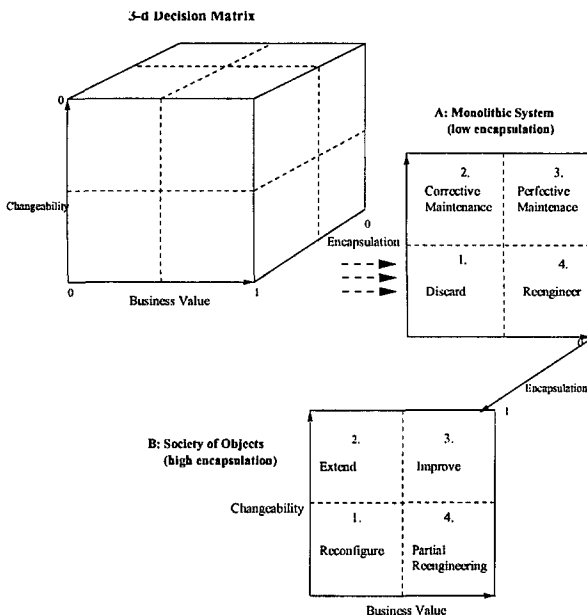 3-d Decision Matrix
0
Changeability
0
1
Business Value
0
Encapsulation
A: Monolithic System
(low encapsulation)
2.
Corrective
Maintenance
3.
Perfective
Maintenace
1.
Discard
4.
Reengineer
0
Encapsulation
1
B: Society of Objects
(high encapsulation)
2.
Extend
3.
Improve
Changeability
1.
Reconfigure
4.
Partial
Reengineering
Business Value